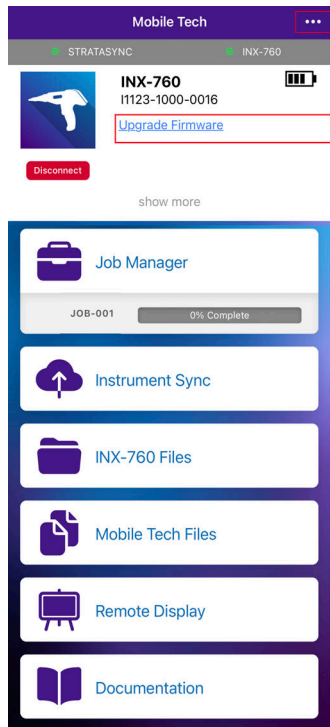 Mobile Tech
STRATASYNC INX-760
INX-760
I1123-1000-0016
Upgrade Firmware
Disconnect
show more
Job Manager
JOB-001 0% Complete
Instrument Sync
INX-760 Files
Mobile Tech Files
Remote Display
Documentation